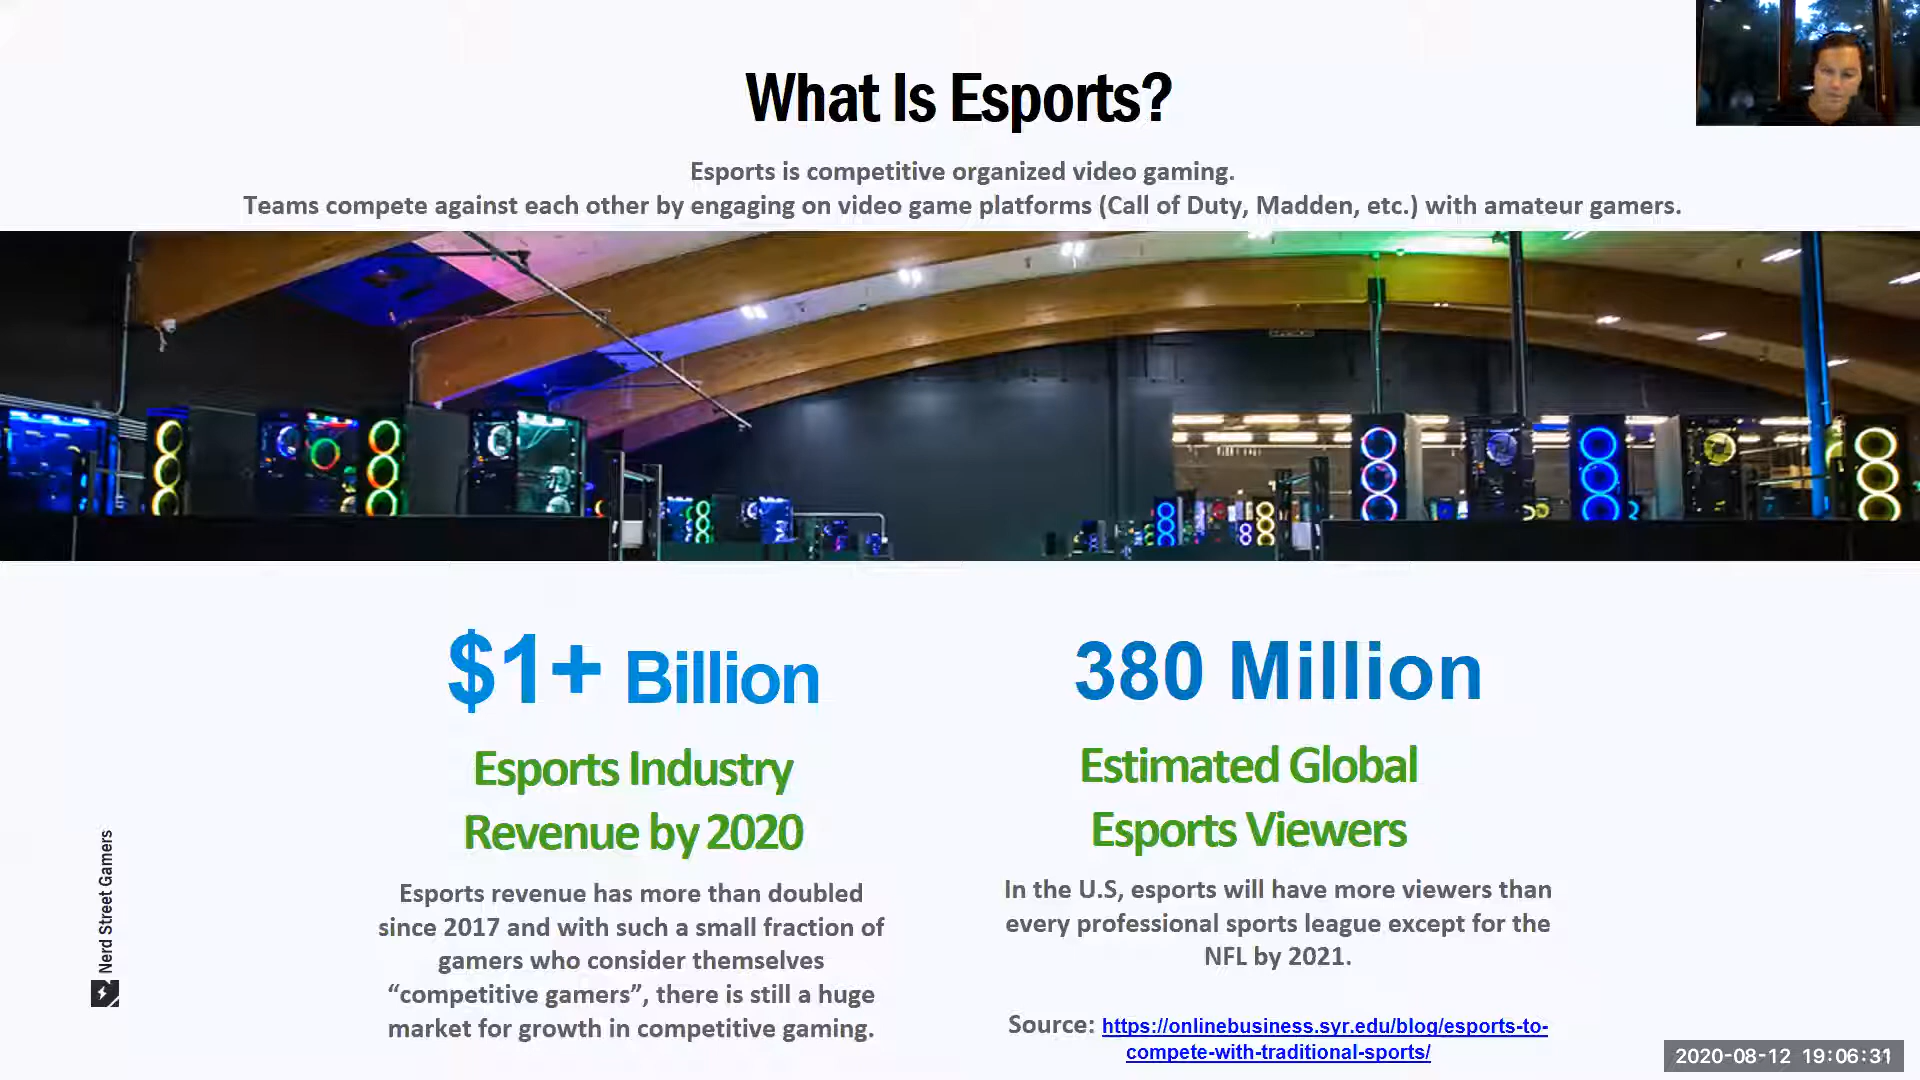 What Is Esports?
Esports is competitive organized video gaming.
Teams compete against each other by engaging on video game platforms (Call of Duty, Madden, etc.) with amateur gamers.
$1+ Billion
Esports Industry
Revenue by 2020
Esports revenue has more than doubled
since 2017 and with such a small fraction of
gamers who consider themselves
“competitive gamers”, there is still a huge
market for growth in competitive gaming.
380 Million
Estimated Global
Esports Viewers
In the U.S, esports will have more viewers than
every professional sports league except for the
NFL by 2021.
Source: https://onlinebusiness.syr.edu/blog/esports-to-
compete-with-traditional-sports/
Nerd Street Gamers
2020-08-12 19:06:31